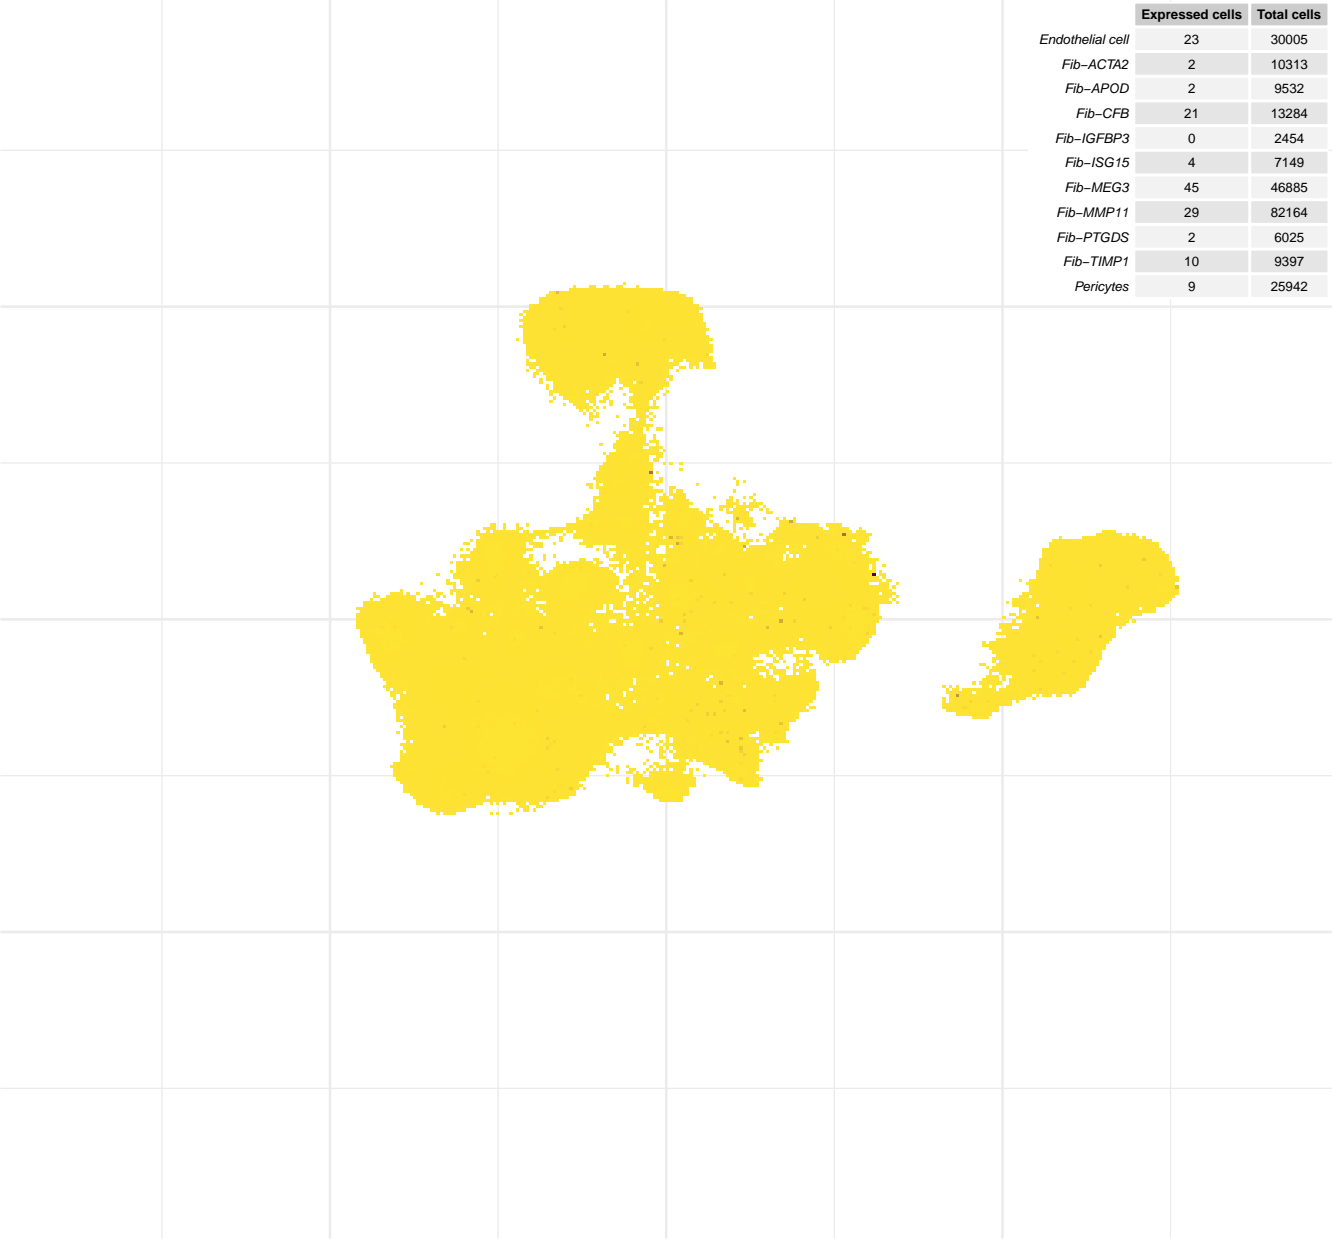 Expressed cells Total cells
Endothelial cell 23 30005
Fib−ACTA2 2 10313
Fib−APOD 2 9532
Fib−CFB 21 13284
Fib−IGFBP3 0 2454
Fib−ISG15 4 7149
Fib−MEG3 45 46885
Fib−MMP11 29 82164
Fib−PTGDS 2 6025
Fib−TIMP1 10 9397
Pericytes 9 25942